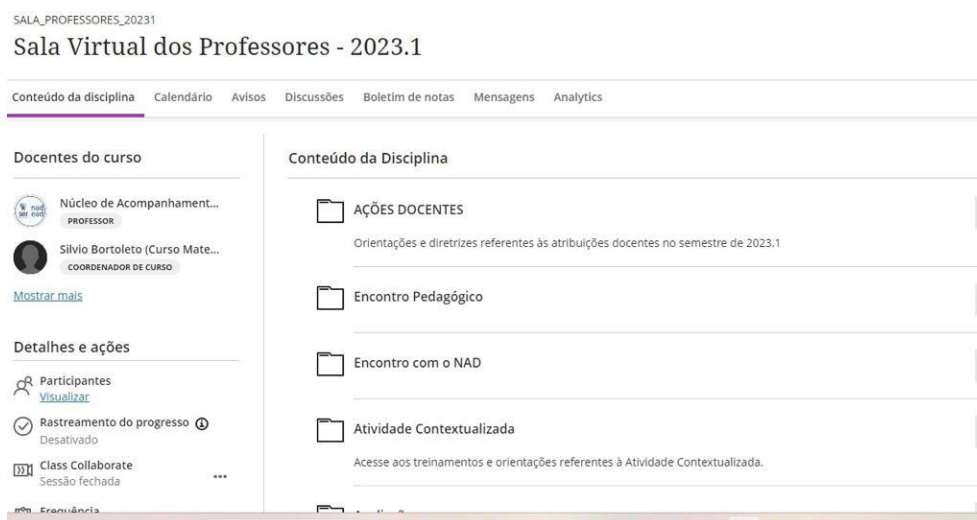 SALA_PROFESSORES_20231
Sala Virtual dos Professores - 2023.1
Conteúdo da disciplina Calendário Avisos Discussões Boletim de notas Mensagens Analytics
Docentes do curso
nad
ser ead
Núcleo de Acompanhament...
PROFESSOR
Silvio Bortoleto (Curso Mate...
COORDENADOR DE CURSO
Mostrar mais
Detalhes e ações
Participantes
Visualizar
Rastreamento do progresso
Desativado
Class Collaborate
Sessão fechada
Frequência
Conteúdo da Disciplina
AÇÕES DOCENTES
Orientações e diretrizes referentes às atribuições docentes no semestre de 2023.1
Encontro Pedagógico
Encontro com o NAD
Atividade Contextualizada
Acesse aos treinamentos e orientações referentes à Atividade Contextualizada.